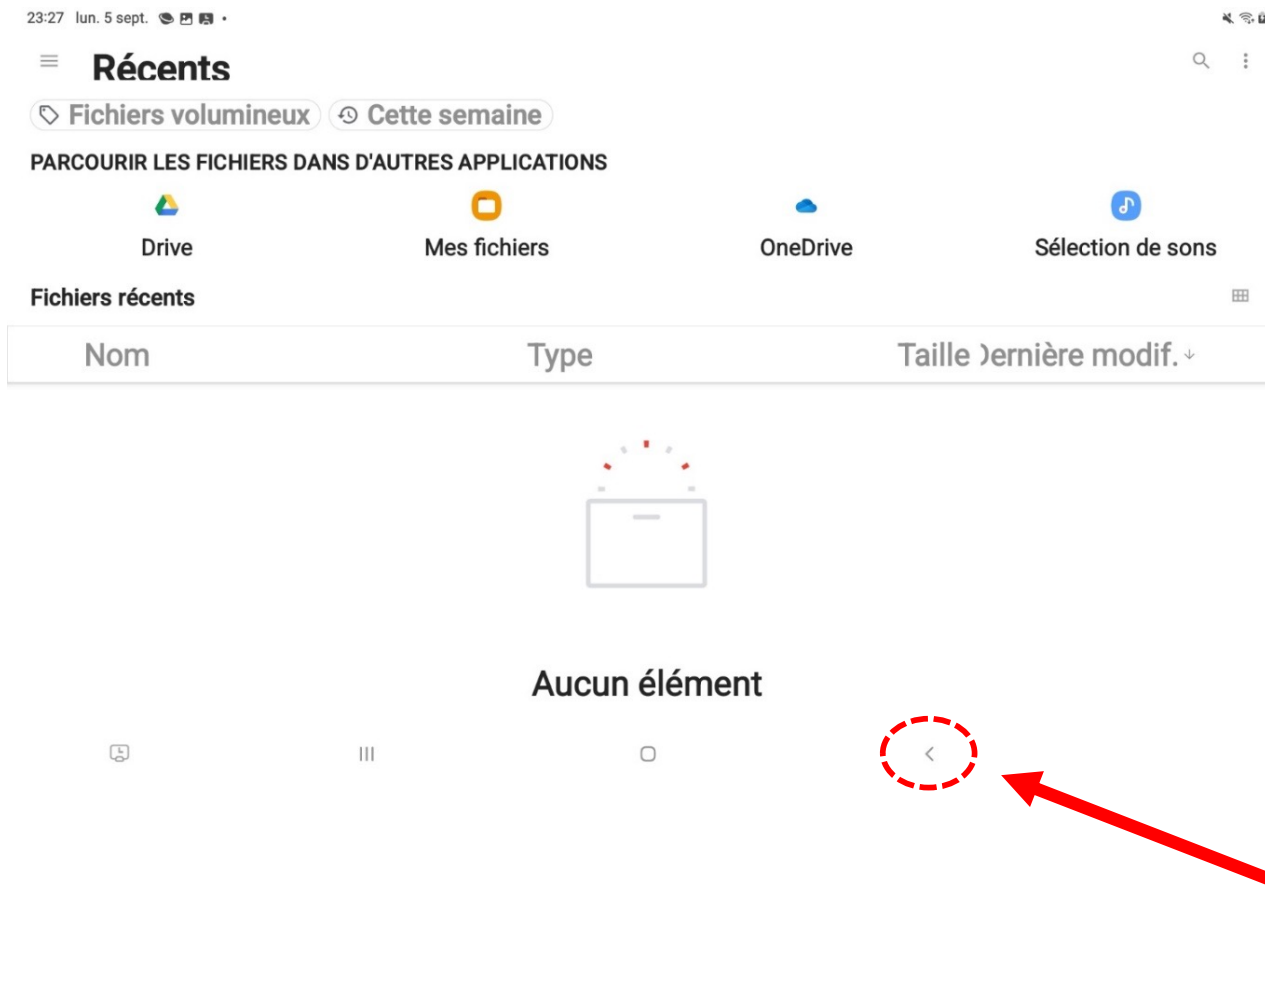 23:27 lun. 5 sept.
Récents
Fichiers volumineux Cette semaine
PARCOURIR LES FICHIERS DANS D'AUTRES APPLICATIONS
Drive Mes fichiers OneDrive Sélection de sons
Fichiers récents
Nom Type Taille Dernière modif.
Aucun élément